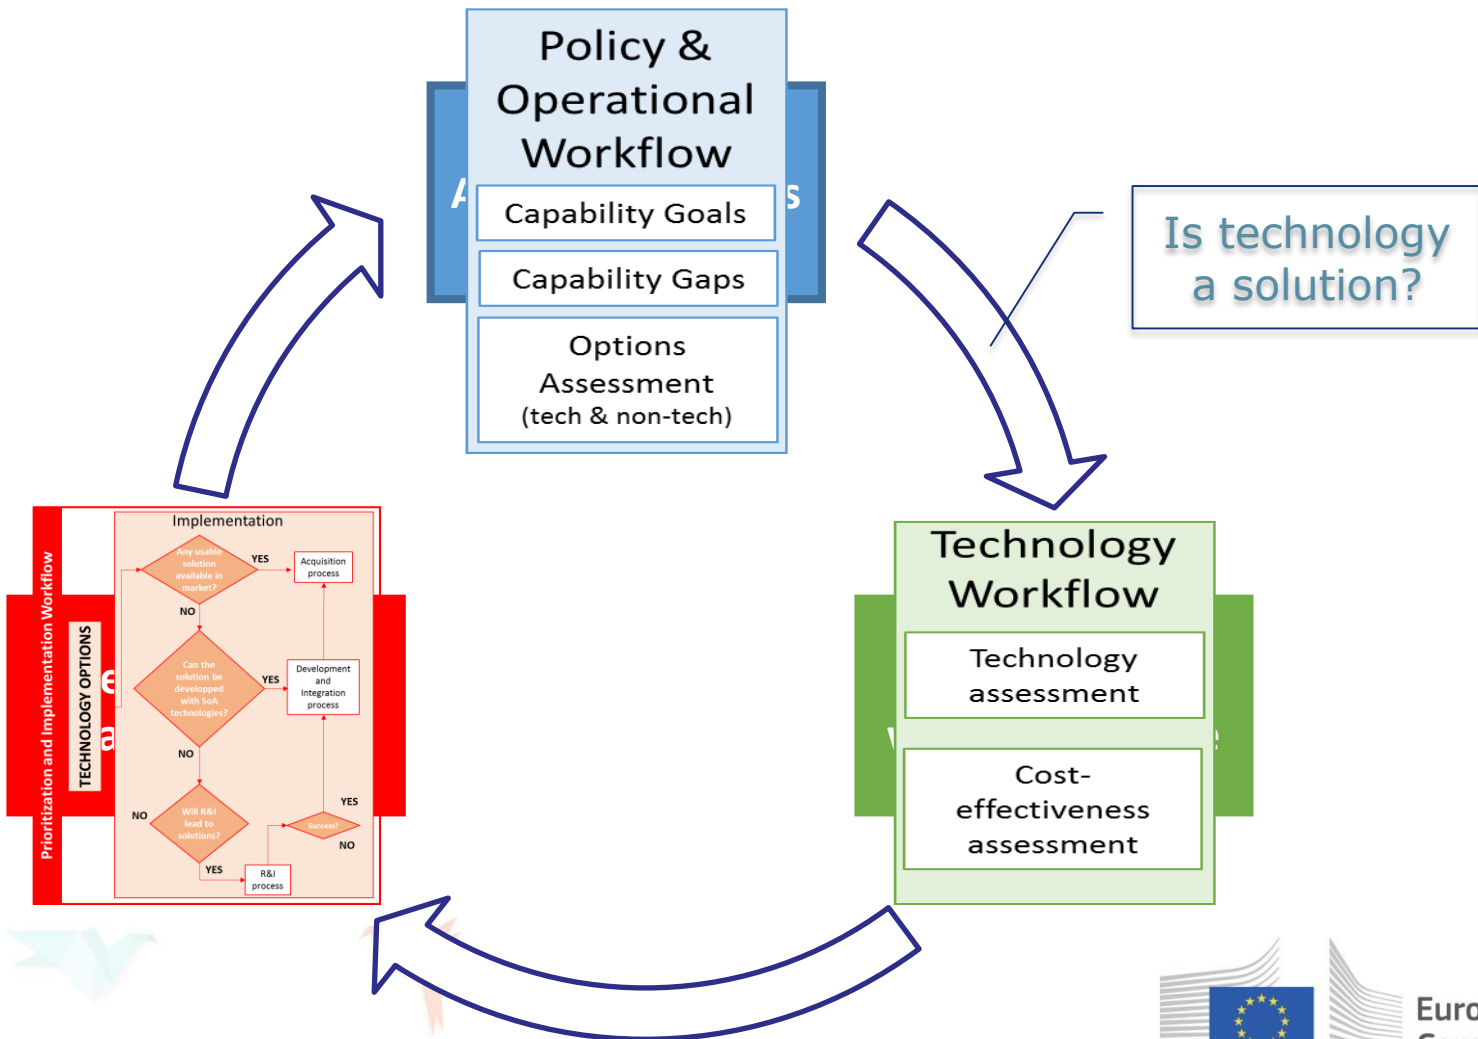 Policy &
Operational
Workflow
Capability Goals
Capability Gaps
Options
Assessment
(tech & non-tech)
Is technology
a solution?
Technology
Workflow
Technology
assessment
Cost-
effectiveness
assessment
Prioritization and Implementation Workflow
TECHNOLOGY OPTIONS
Implementation
Any usable
solution
available in
market?
YES
Acquisition
process
NO
Can the
solution be
developped
with SoA
technologies?
YES
Development
and
Integration
process
NO
NO
Will R&I
lead to
solutions?
YES
R&I
process
Success?
YES
NO